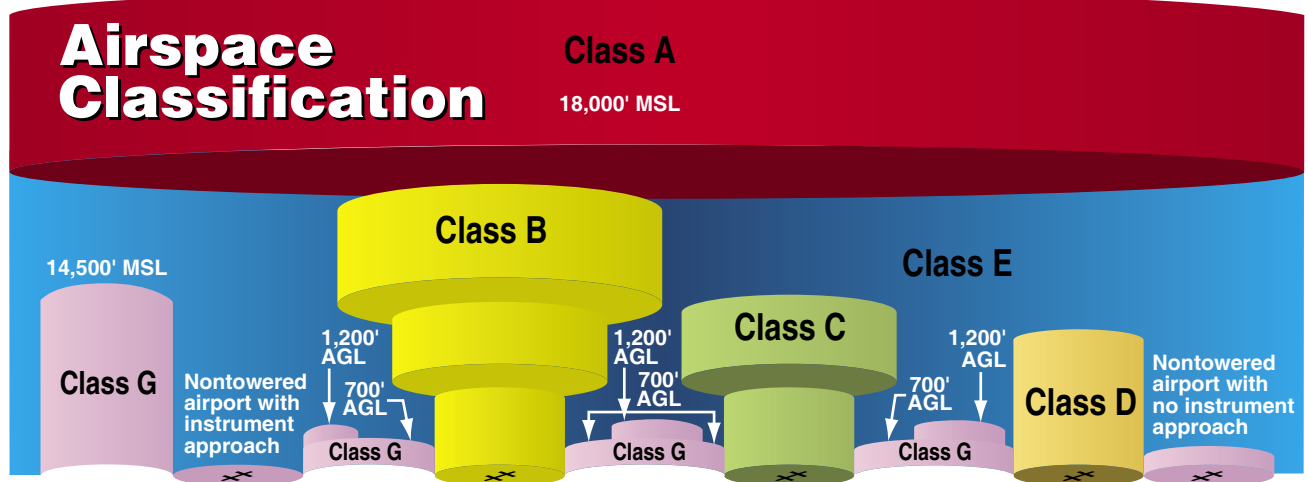 Airspace
Classification
Class A
18,000' MSL
Class B
Class E
14,500' MSL
Class C
1,200'
AGL
1,200'
AGL
1,200'
AGL
Class G
Nontowered
airport with
instrument
approach
700'
AGL
700'
AGL
700'
AGL
Class D
Nontowered
airport with
no instrument
approach
Class G
Class G
Class G